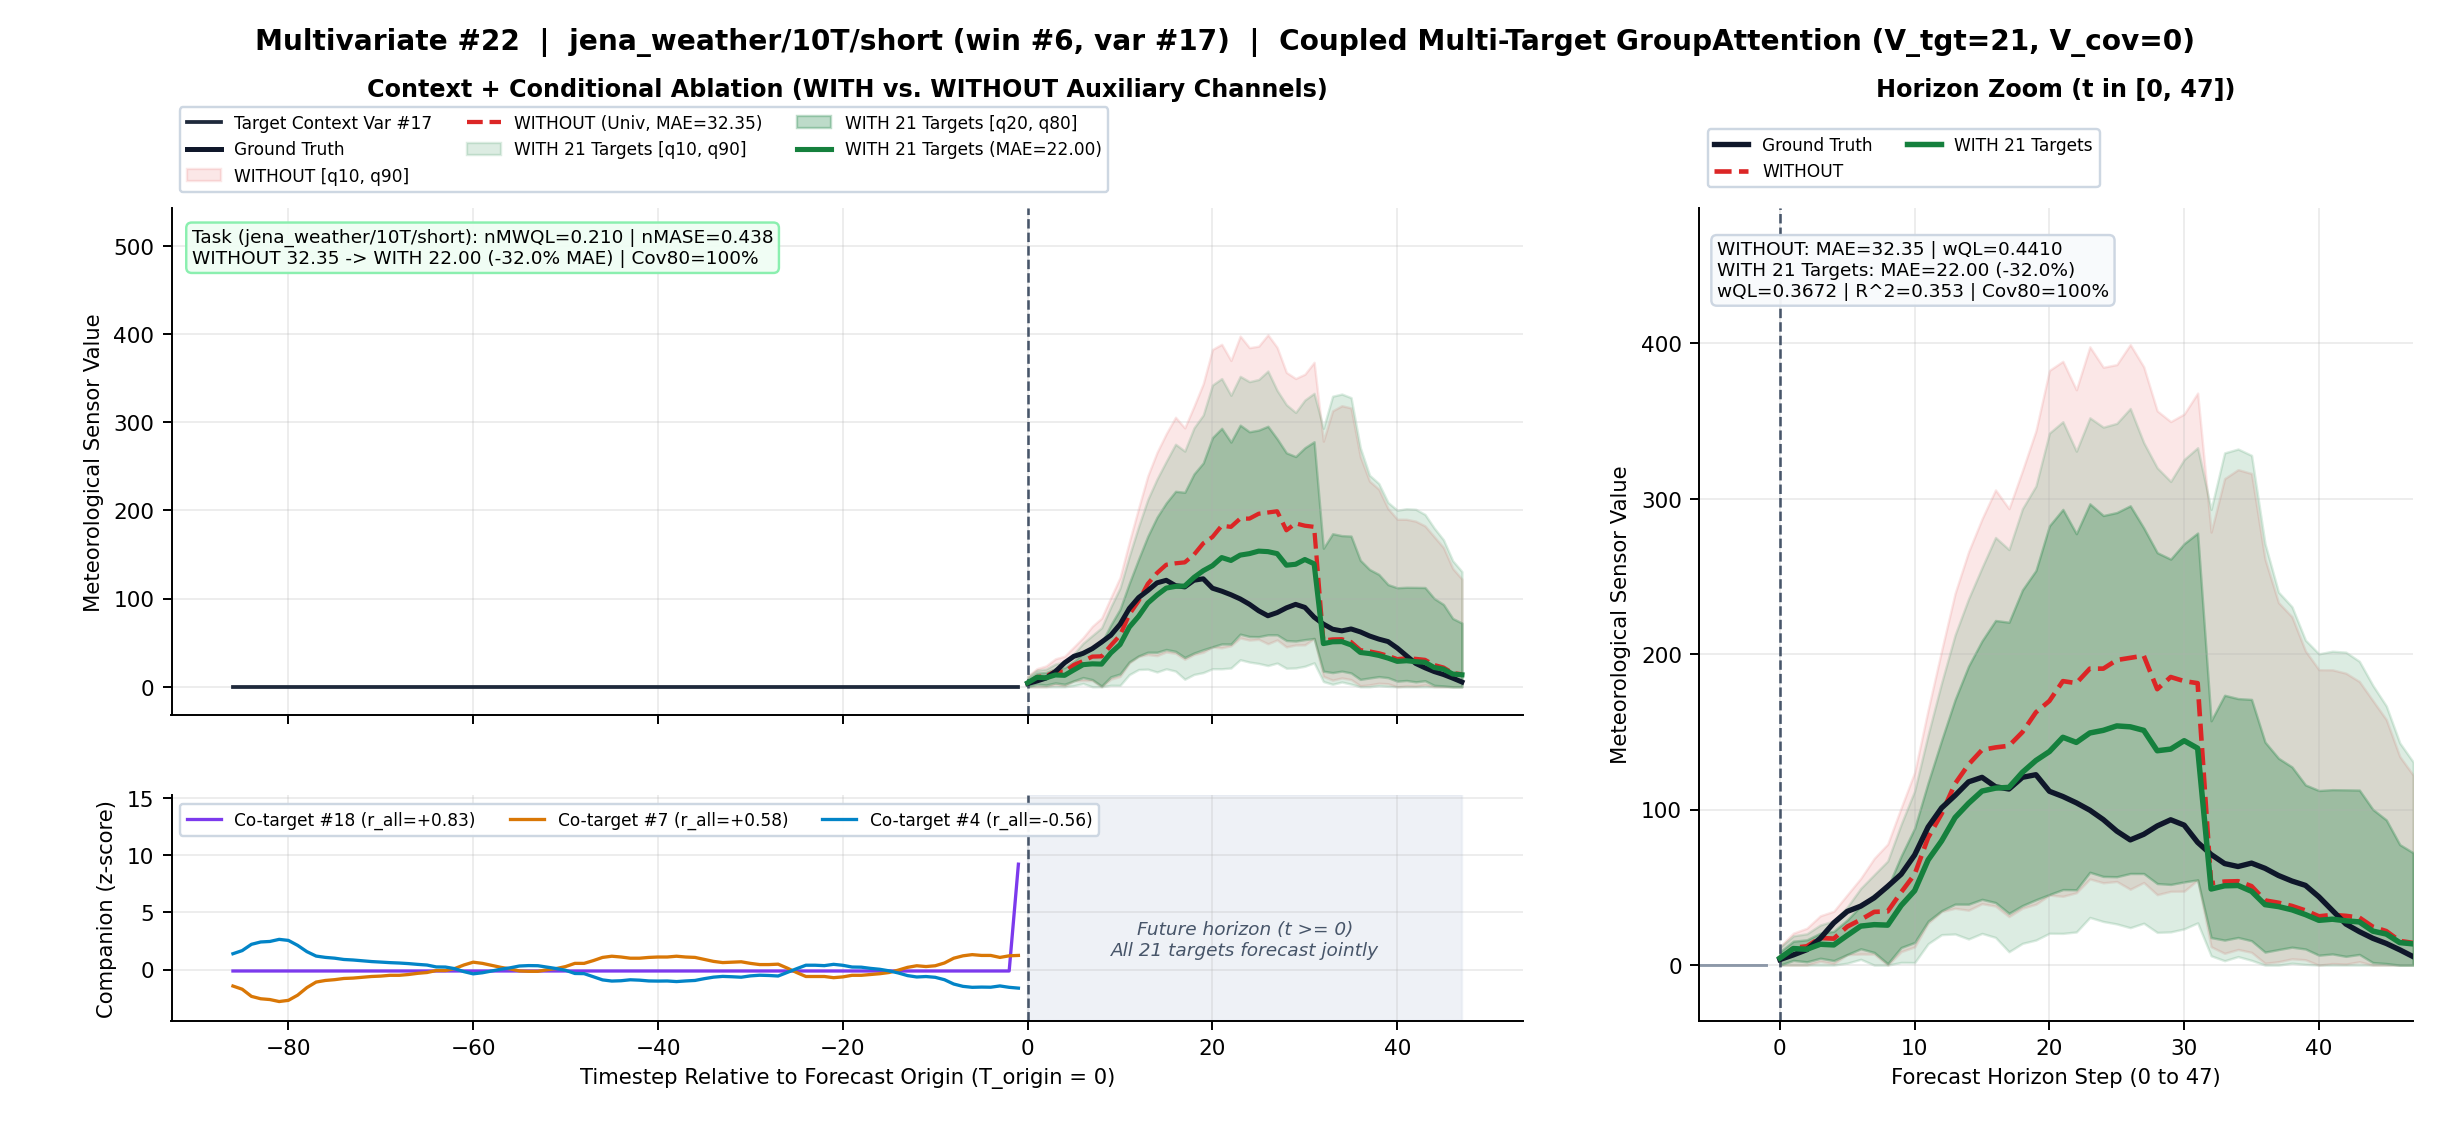 Multivariate #22 | jena_weather/10T/short (win #6, var #17) | Coupled Multi-Target GroupAttention (V_tgt=21, V_cov=0)
Context + Conditional Ablation (WITH vs. WITHOUT Auxiliary Channels)
Target Context Var #17
Ground Truth
WITHOUT [q10, q90]
WITHOUT (Univ, MAE=32.35)
WITH 21 Targets [q10, q90]
WITH 21 Targets [q20, q80]
WITH 21 Targets (MAE=22.00)
Task (jena_weather/10T/short): nMWQL=0.210 | nMASE=0.438
WITHOUT 32.35 -> WITH 22.00 (-32.0% MAE) | Cov80=100%
Meteorological Sensor Value
500
400
300
200
100
0
Companion (z-score)
15
10
5
0
Co-target #18 (r_all=+0.83)
Co-target #7 (r_all=+0.58)
Co-target #4 (r_all=-0.56)
Future horizon (t >= 0)
All 21 targets forecast jointly
−80
−60
−40
−20
0
20
40
Timestep Relative to Forecast Origin (T_origin = 0)
Horizon Zoom (t in [0, 47])
Ground Truth
WITHOUT
WITH 21 Targets
WITHOUT: MAE=32.35 | wQL=0.4410
WITH 21 Targets: MAE=22.00 (-32.0%)
wQL=0.3672 | R^2=0.353 | Cov80=100%
Meteorological Sensor Value
400
300
200
100
0
0
10
20
30
40
Forecast Horizon Step (0 to 47)